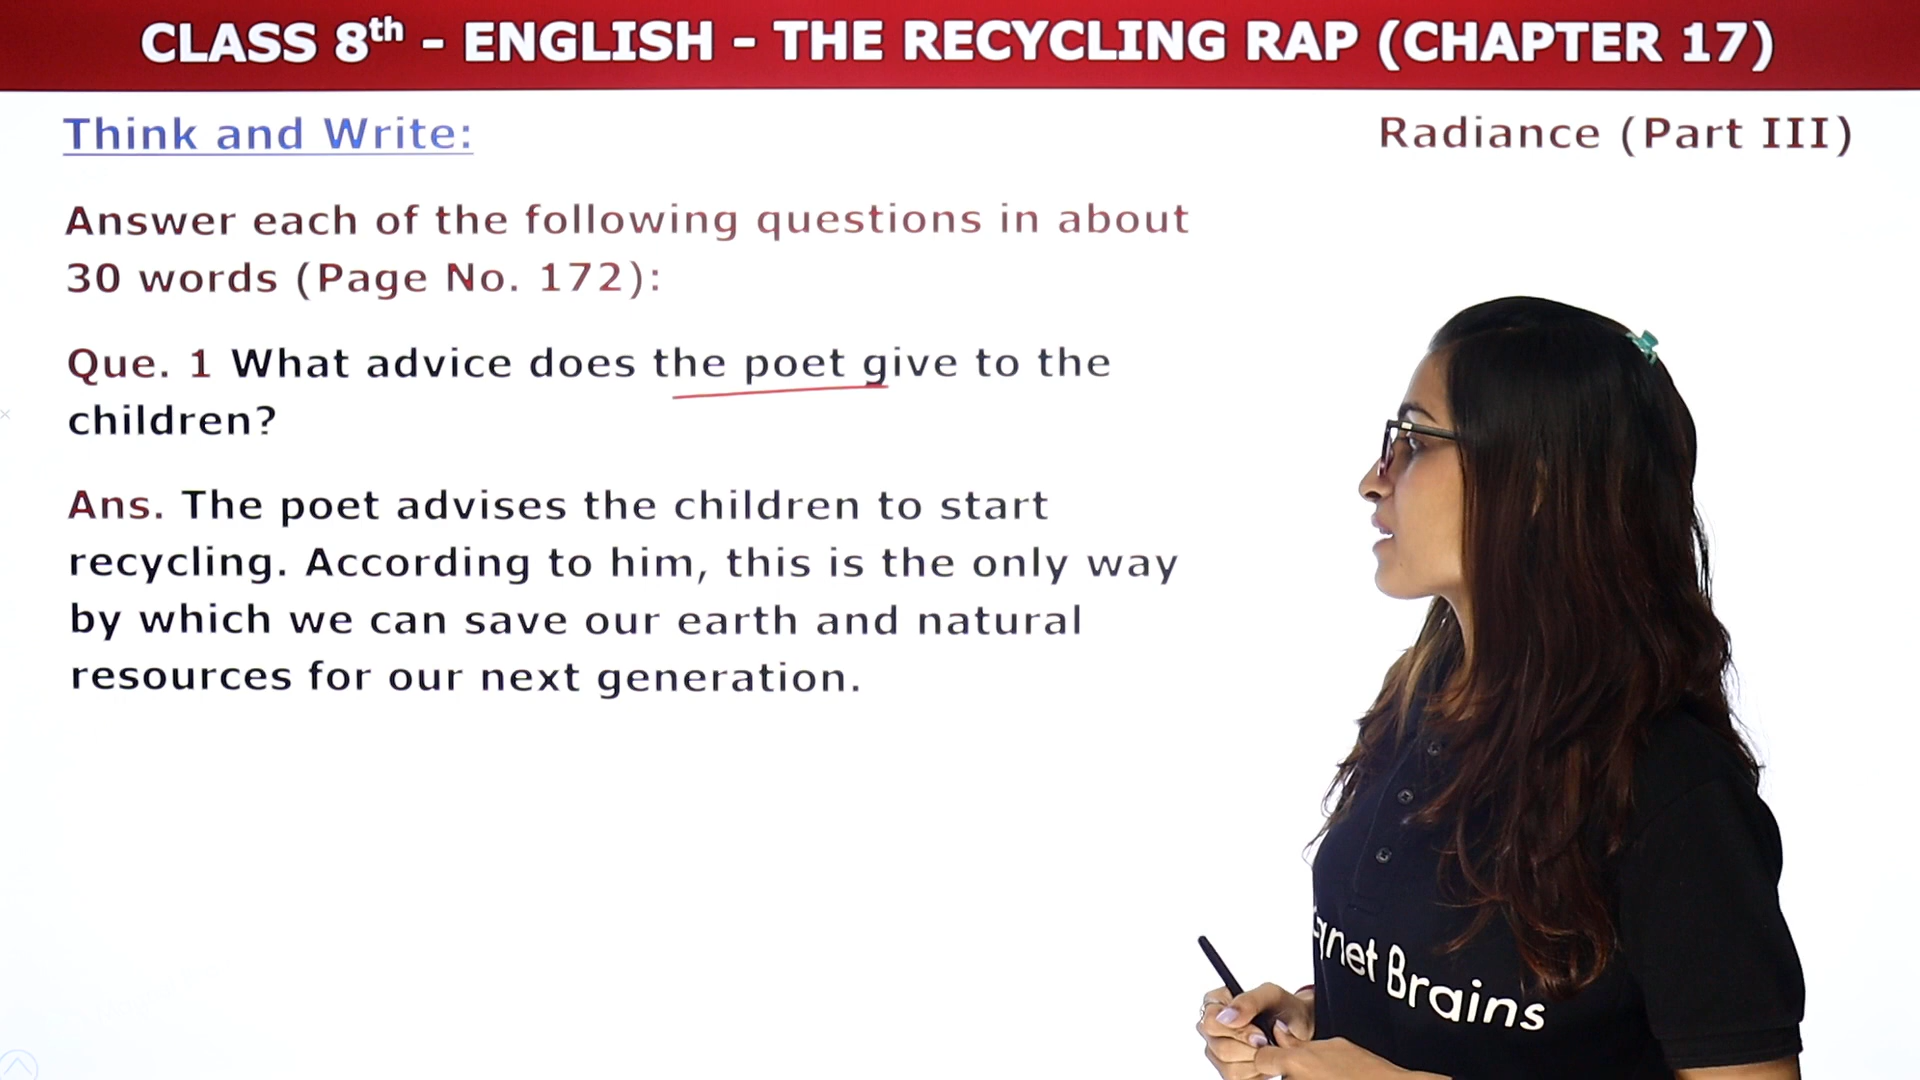 CLASS 8th - ENGLISH - THE RECYCLING RAP (CHAPTER 17)
Think and Write:
Radiance (Part III)
Answer each of the following questions in about
30 words (Page No. 172):
Que. 1 What advice does the poet give to the
children?
Ans. The poet advises the children to start
recycling. According to him, this is the only way
by which we can save our earth and natural
resources for our next generation.
Brains